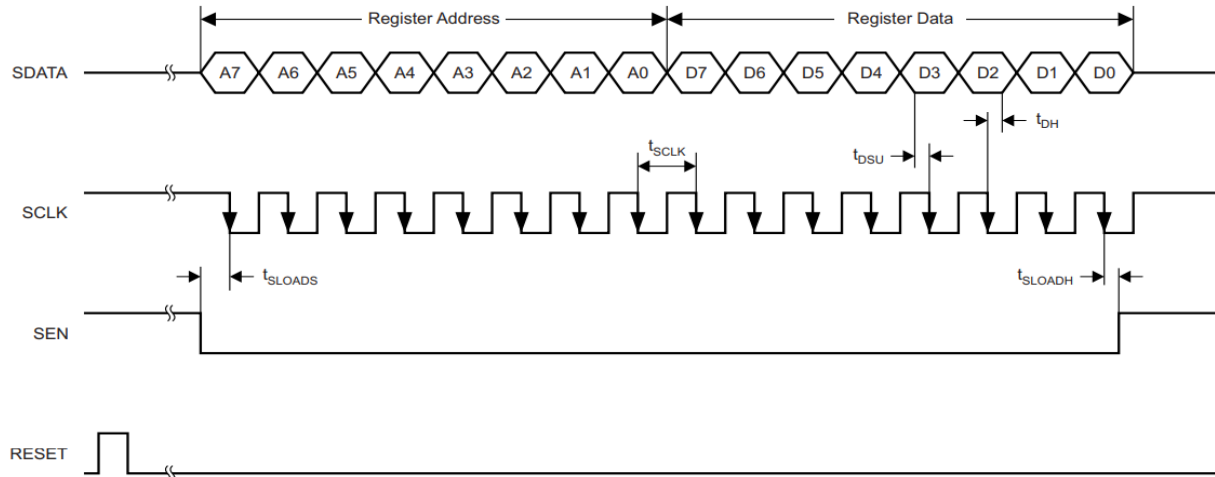 Register Address Register Data
SDATA A7 A6 A5 A4 A3 A2 A1 A0 D7 D6 D5 D4 D3 D2 D1 D0
tDH
tSCLK
tDSU
SCLK
tSLOADS tSLOADH
SEN
RESET